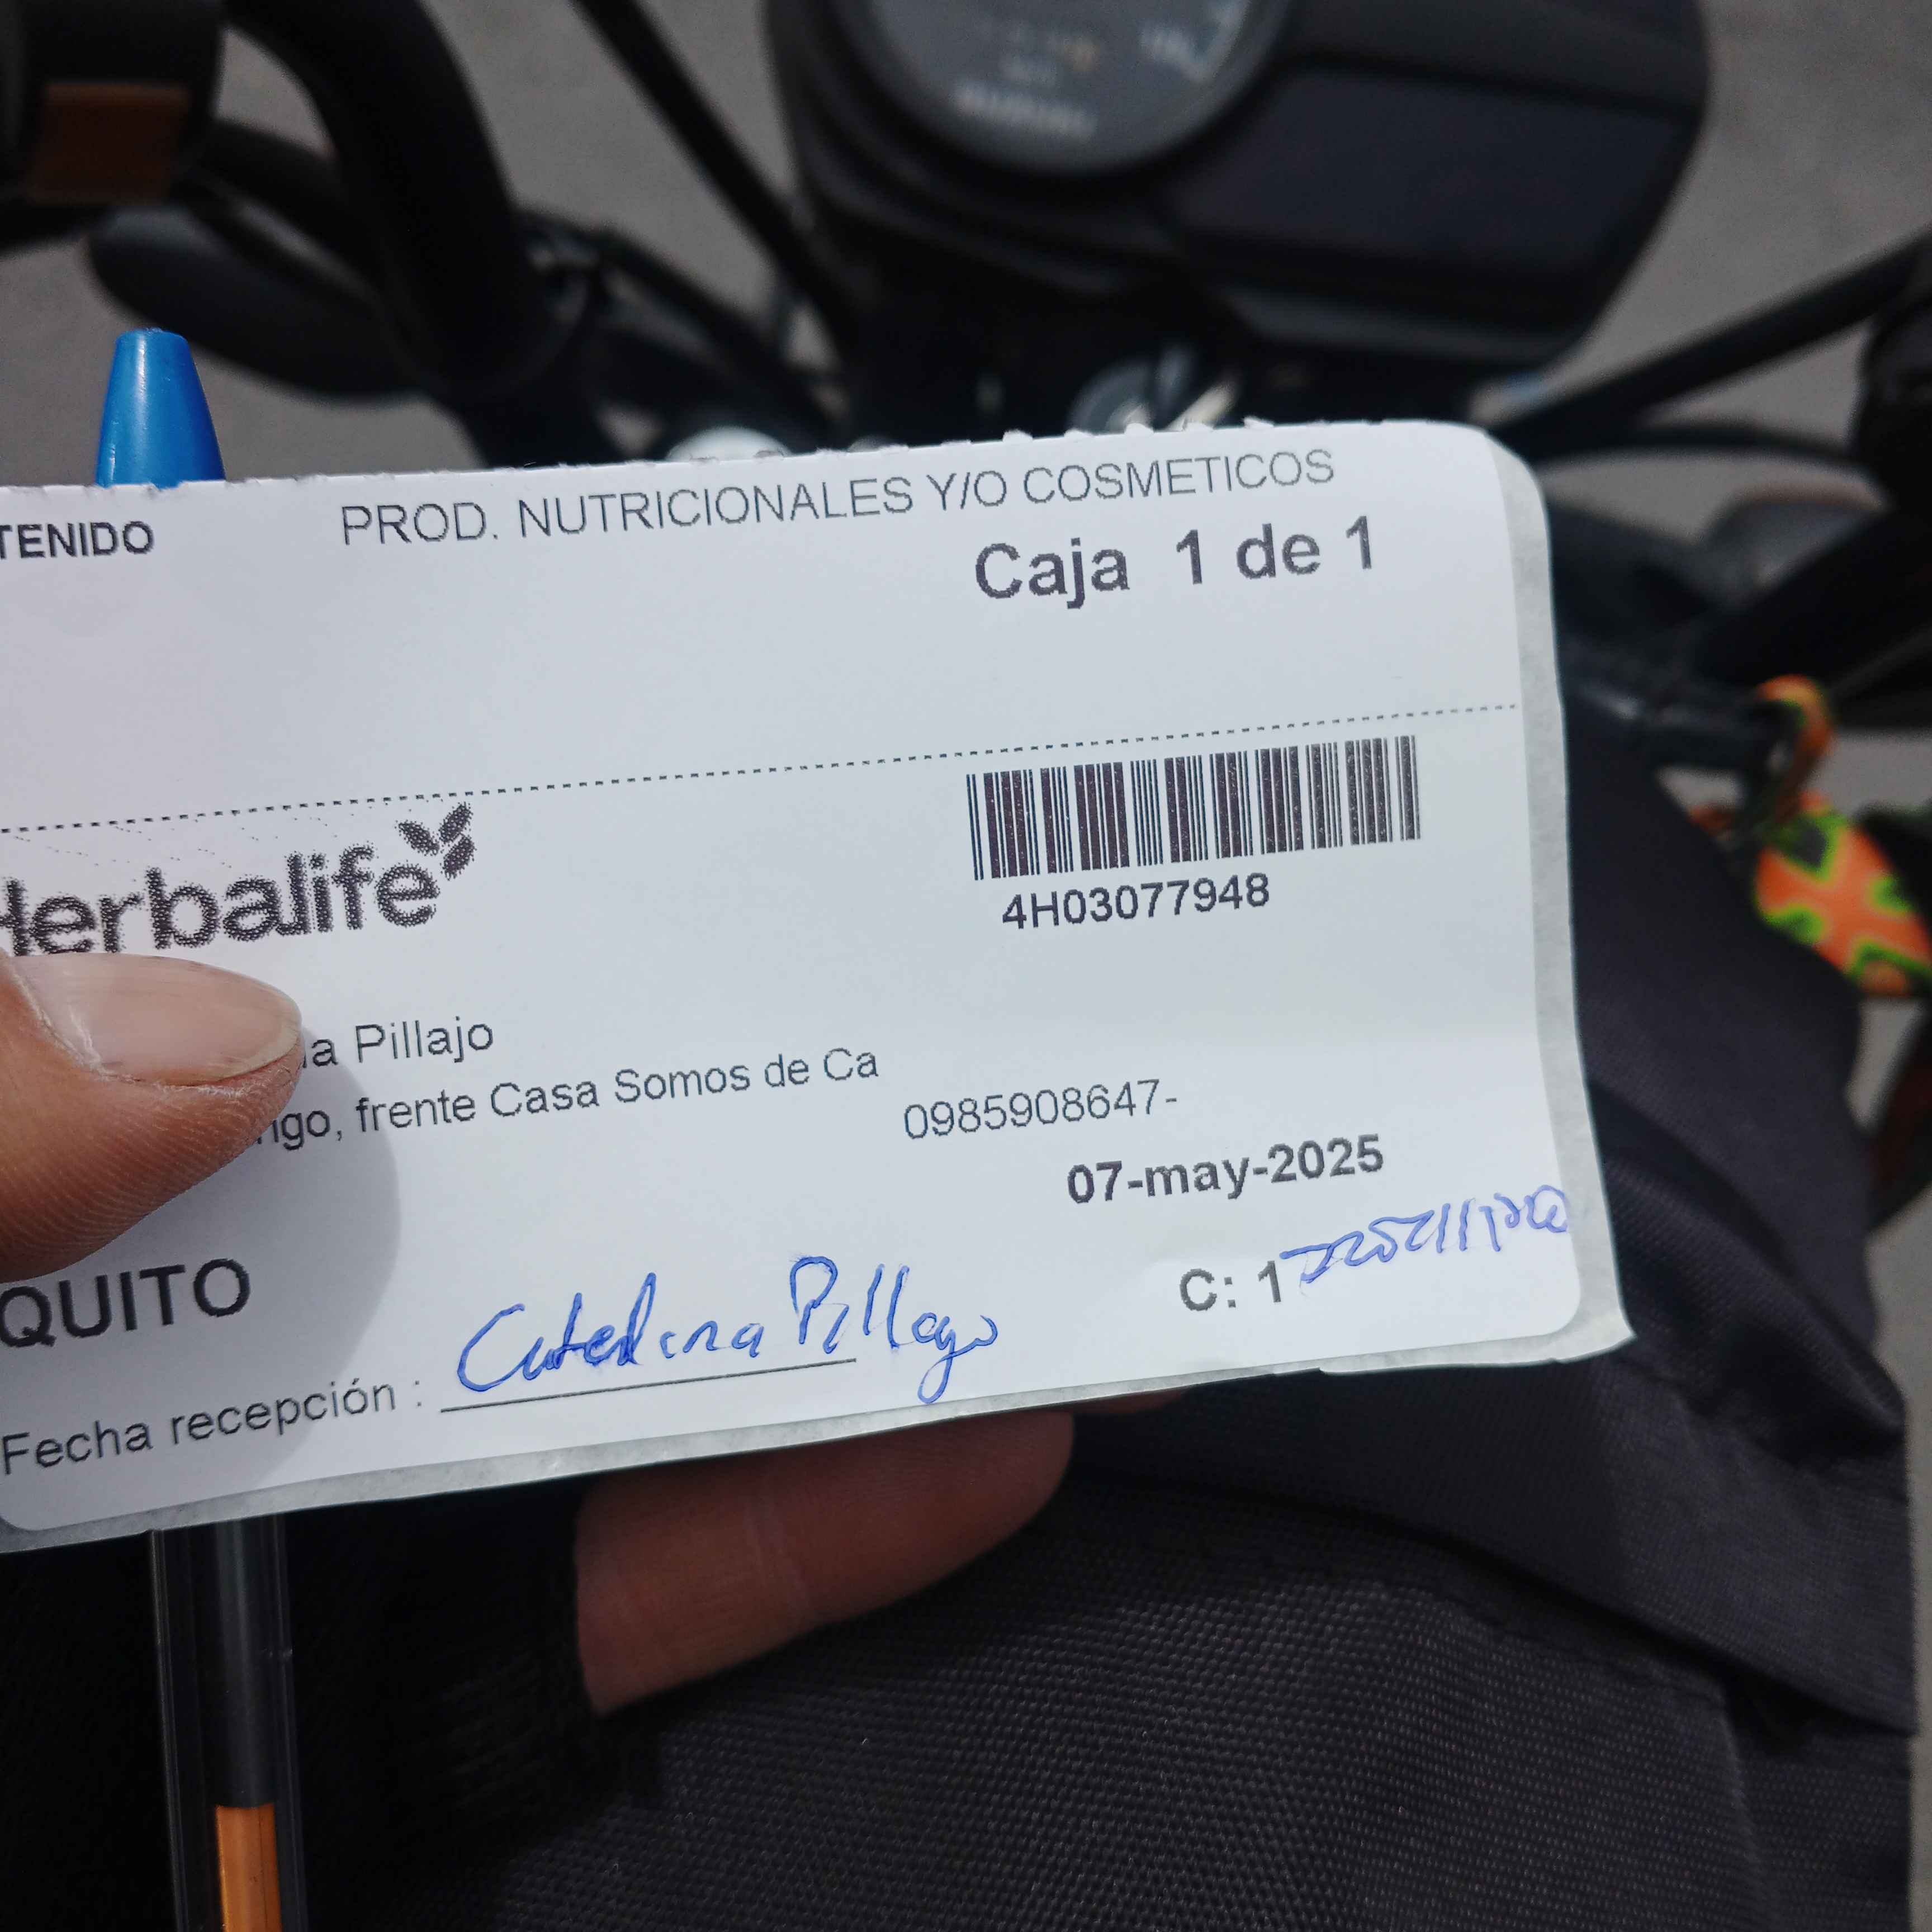 TENIDO PROD. NUTRICIONALES Y/O COSMETICOS
Caja 1 de 1
Herbalife
4H03077948
na Pillajo
ngo, frente Casa Somos de Ca
0985908647-
07-may-2025
QUITO
C: 1
Fecha recepción : Catalina Pillajo